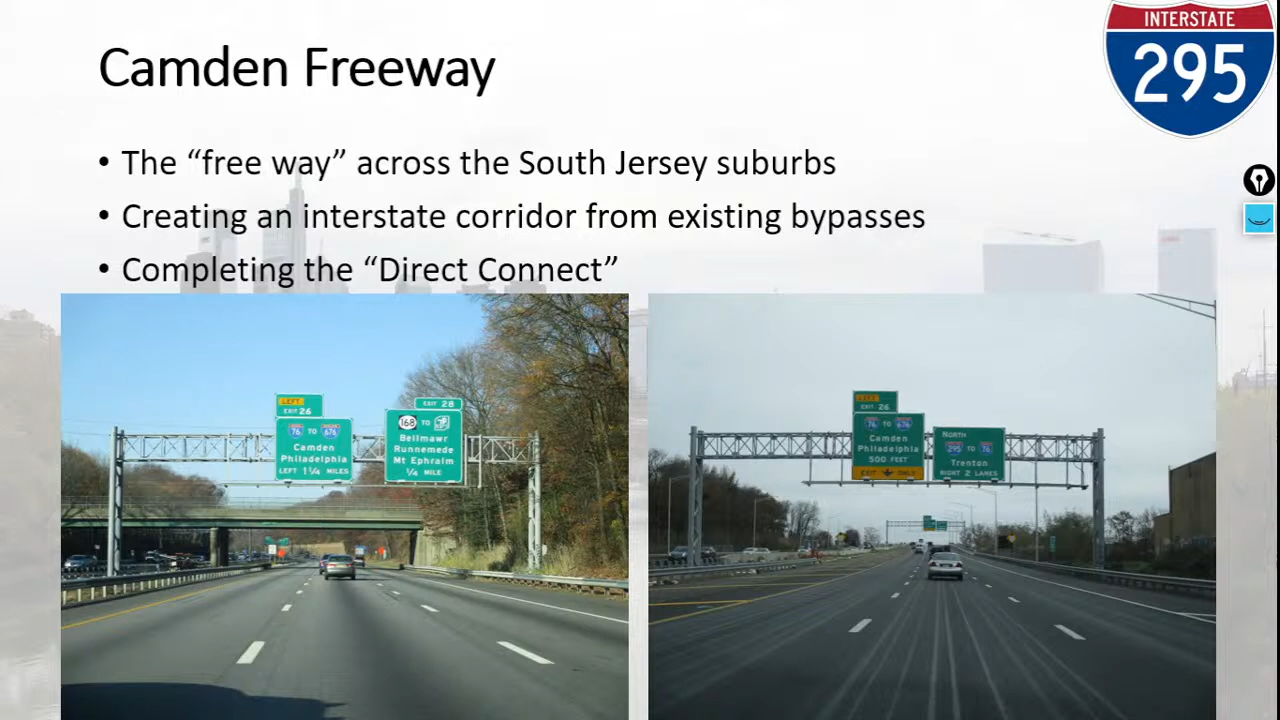 Camden Freeway
INTERSTATE
295
• The “free way” across the South Jersey suburbs
• Creating an interstate corridor from existing bypasses
• Completing the “Direct Connect”
LEFT
EXIT 26
76 TO 676
Camden
Philadelphia
LEFT 1 1/4 MILES
EXIT 28
168 TO
Bellmawr
Runnemede
Mt Ephraim
1/4 MILE
LEFT
EXIT 26
76 TO 676
Camden
Philadelphia
500 FEET
EXIT ONLY
NORTH
295 TO 76
Trenton
RIGHT 2 LANES